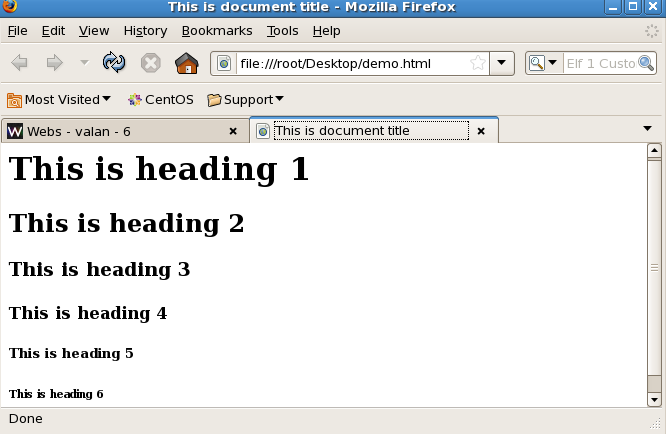 This is document title - Mozilla Firefox
File Edit View History Bookmarks Tools Help
file:///root/Desktop/demo.html Elf 1 Custo
Most Visited CentOS Support
Webs - valan - 6 This is document title
This is heading 1
This is heading 2
This is heading 3
This is heading 4
This is heading 5
This is heading 6
Done